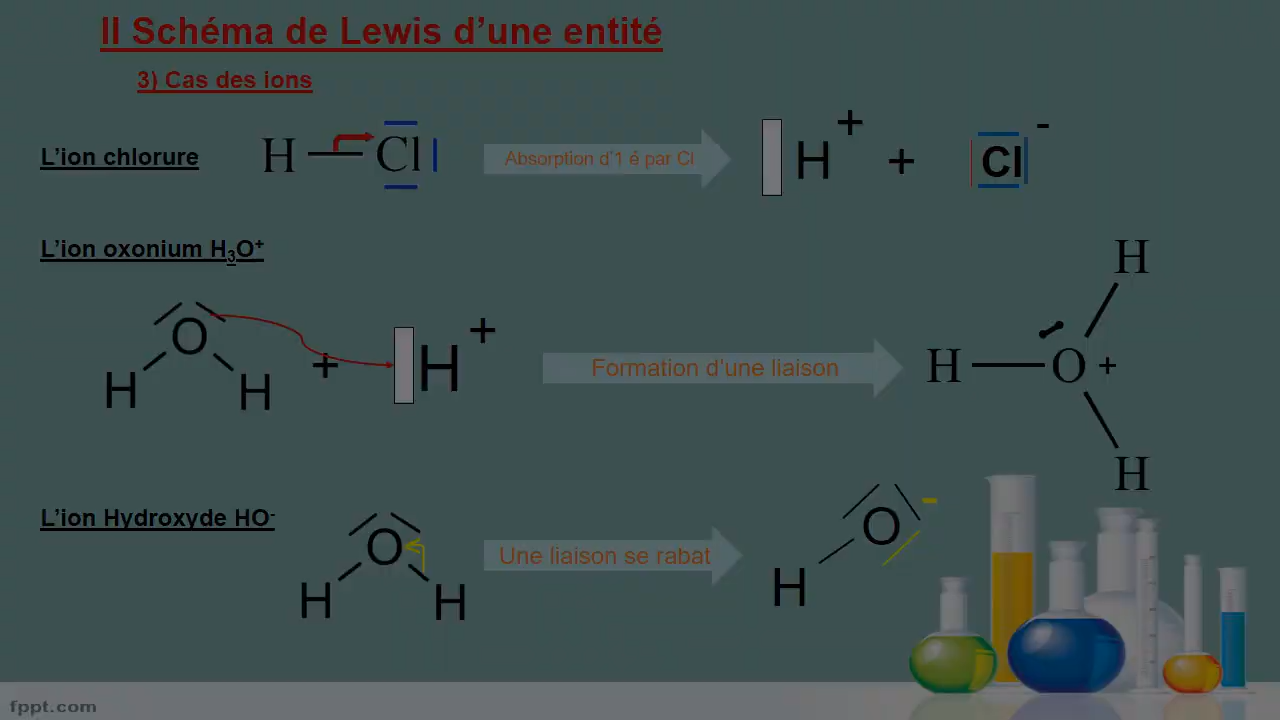 II Schéma de Lewis d'une entité
3) Cas des ions
L'ion chlorure
H Cl
Absorption d'1 é par Cl
H+ + Cl-
L'ion oxonium H₃O⁺
O
H H
+ H+
Formation d'une liaison
H
H O +
H
L'ion Hydroxyde HO⁻
O
H H
Une liaison se rabat
O -
H
fppt.com